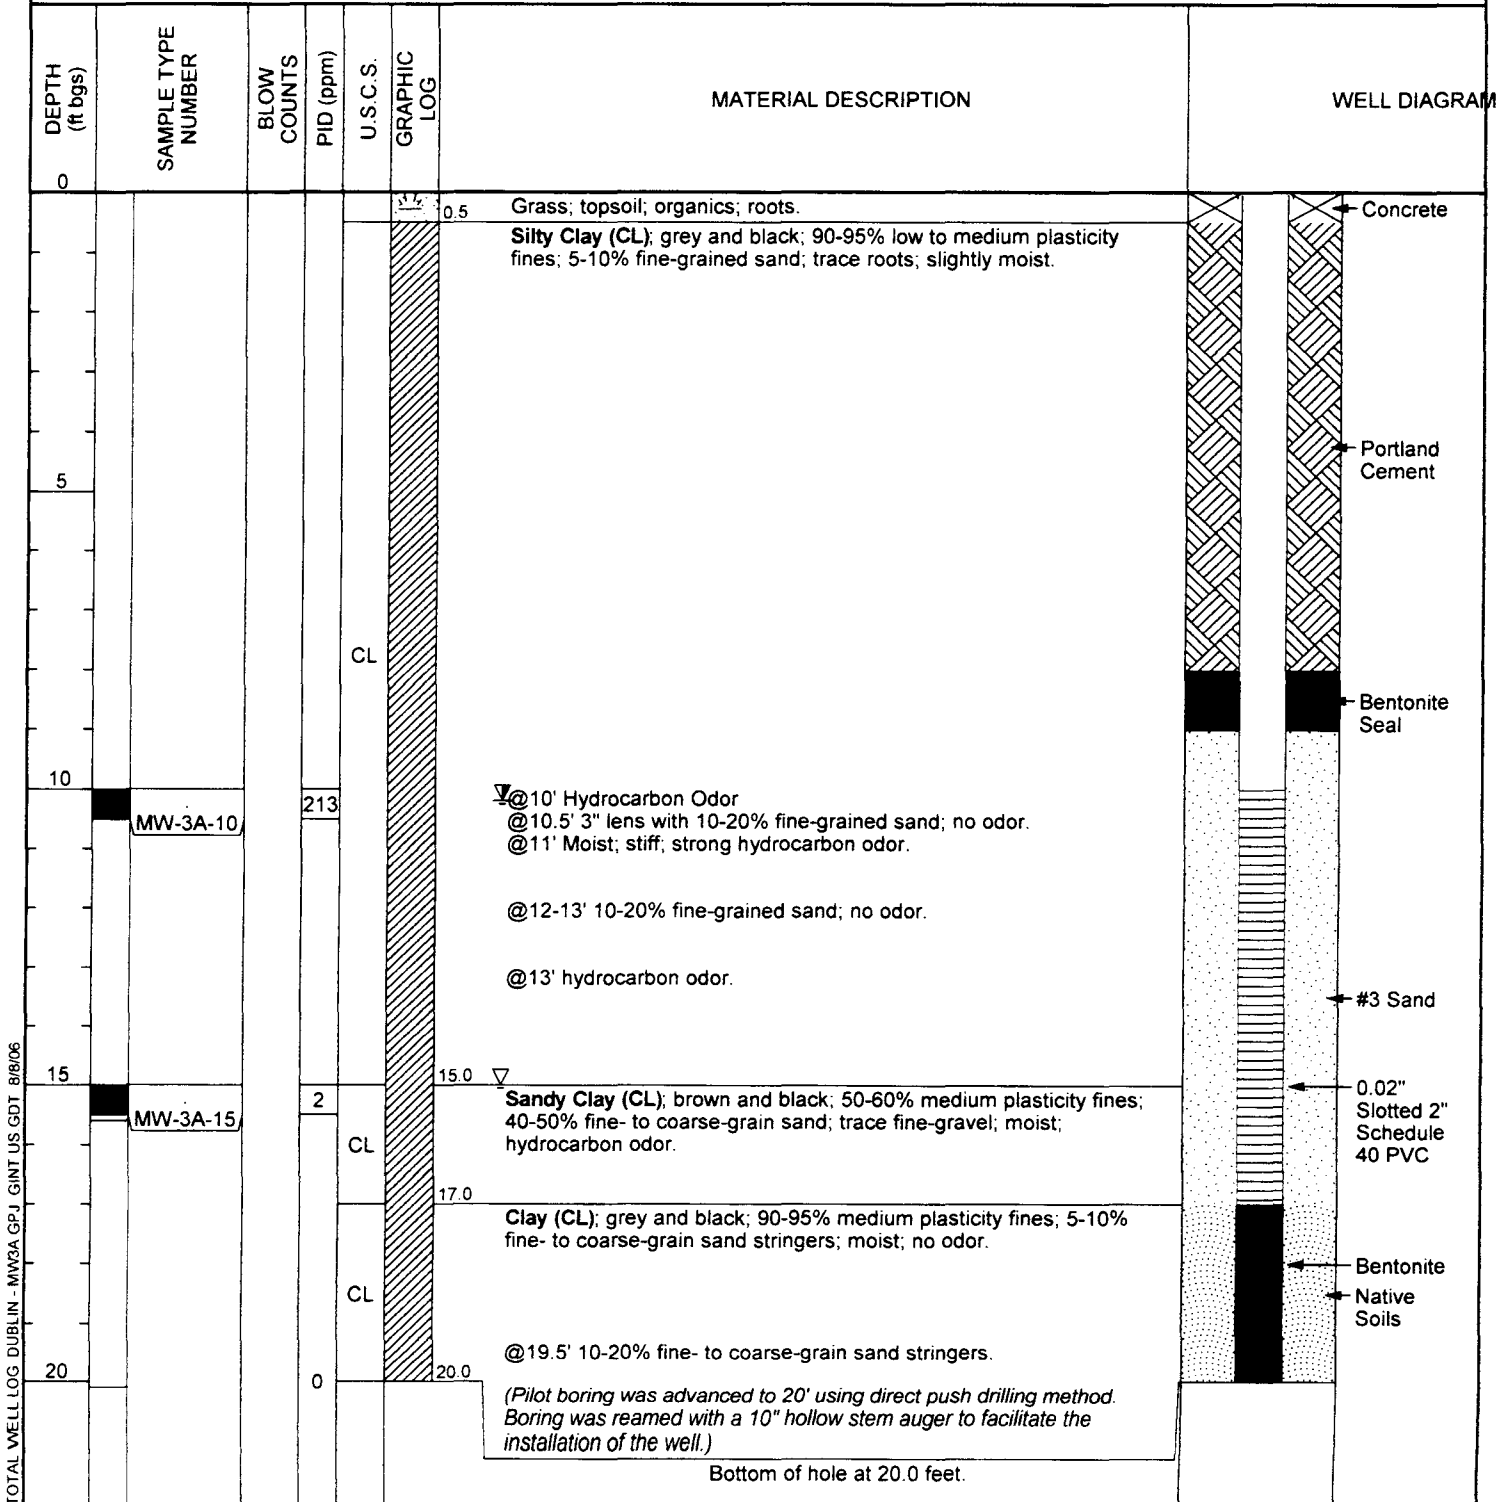 DEPTH
(ft bgs)
SAMPLE TYPE
NUMBER
BLOW
COUNTS
PID (ppm)
U.S.C.S.
GRAPHIC
LOG
MATERIAL DESCRIPTION
WELL DIAGRAM
0
0.5
Grass; topsoil; organics; roots.
Concrete
Silty Clay (CL); grey and black; 90-95% low to medium plasticity
fines; 5-10% fine-grained sand; trace roots; slightly moist.
Portland
Cement
5
CL
Bentonite
Seal
10
MW-3A-10
213
@10' Hydrocarbon Odor
@10.5' 3" lens with 10-20% fine-grained sand; no odor.
@11' Moist; stiff; strong hydrocarbon odor.
@12-13' 10-20% fine-grained sand; no odor.
@13' hydrocarbon odor.
#3 Sand
15
MW-3A-15
2
15.0
Sandy Clay (CL); brown and black; 50-60% medium plasticity fines;
40-50% fine- to coarse-grain sand; trace fine-gravel; moist;
hydrocarbon odor.
CL
0.02"
Slotted 2"
Schedule
40 PVC
17.0
Clay (CL); grey and black; 90-95% medium plasticity fines; 5-10%
fine- to coarse-grain sand stringers; moist; no odor.
CL
Bentonite
Native
Soils
@19.5' 10-20% fine- to coarse-grain sand stringers.
20
0
20.0
(Pilot boring was advanced to 20' using direct push drilling method.
Boring was reamed with a 10" hollow stem auger to facilitate the
installation of the well.)
Bottom of hole at 20.0 feet.
TOTAL WELL LOG DUBLIN - MW3A GPJ GINT US GDT 8/8/06